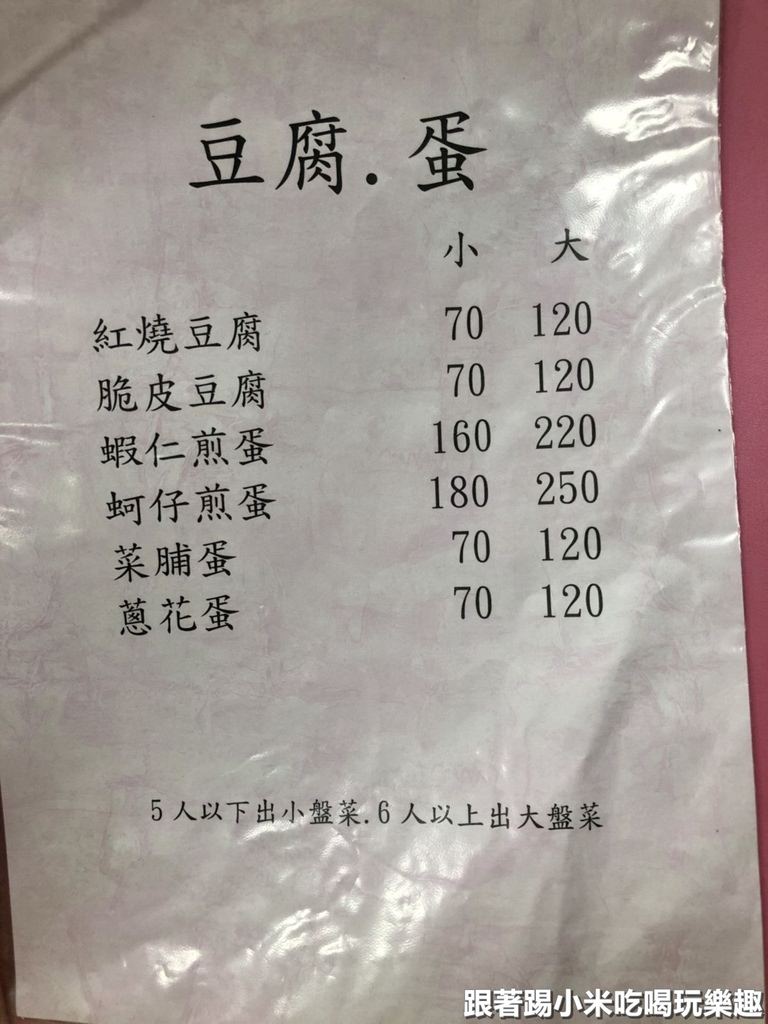 豆腐.蛋
小 大
紅燒豆腐 70 120
脆皮豆腐 70 120
蝦仁煎蛋 160 220
蚵仔煎蛋 180 250
菜脯蛋 70 120
蔥花蛋 70 120
5人以下出小盤菜.6人以上出大盤菜
跟著踢小米吃喝玩樂趣